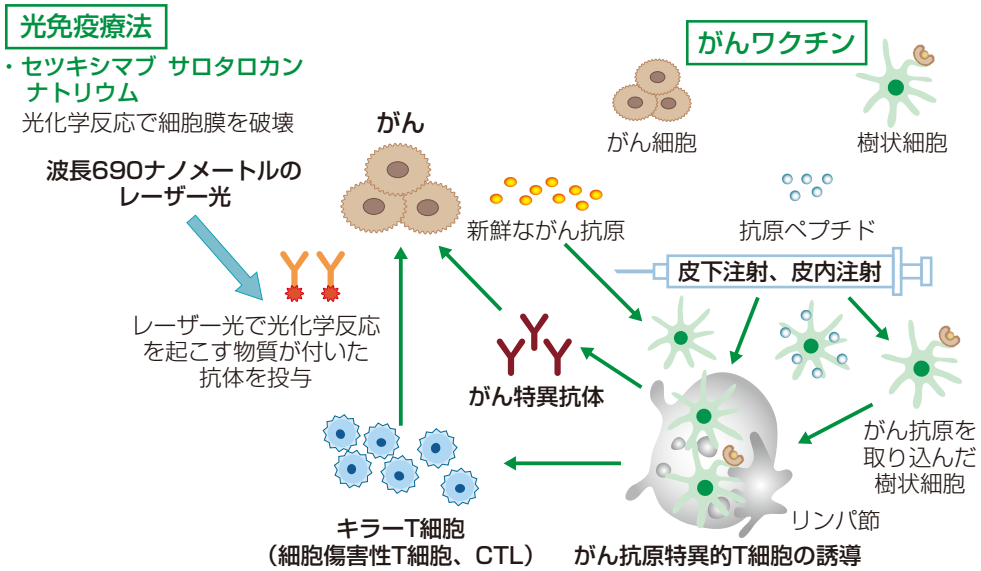 光免疫療法
・セツキシマブ サロタロカン
ナトリウム
光化学反応で細胞膜を破壊
波長690ナノメートルの
レーザー光
レーザー光で光化学反応
を起こす物質が付いた
抗体を投与
がん
新鮮ながん抗原
がんワクチン
がん細胞
樹状細胞
抗原ペプチド
皮下注射、皮内注射
がん特異抗体
がん抗原を
取り込んだ
樹状細胞
リンパ節
キラーT細胞
（細胞傷害性T細胞、CTL）
がん抗原特異的T細胞の誘導